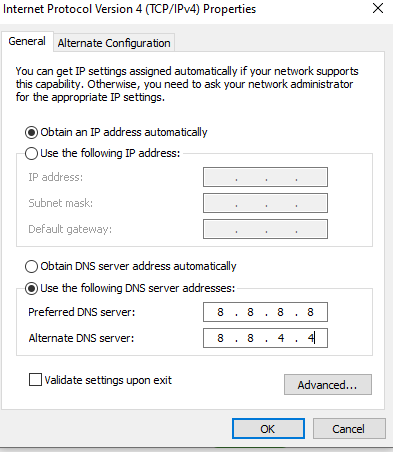 Internet Protocol Version 4 (TCP/IPv4) Properties
General Alternate Configuration
You can get IP settings assigned automatically if your network supports
this capability. Otherwise, you need to ask your network administrator
for the appropriate IP settings.
Obtain an IP address automatically
Use the following IP address:
IP address: . . .
Subnet mask: . . .
Default gateway: . . .
Obtain DNS server address automatically
Use the following DNS server addresses:
Preferred DNS server: 8 . 8 . 8 . 8
Alternate DNS server: 8 . 8 . 4 . 4
Validate settings upon exit Advanced...
OK Cancel